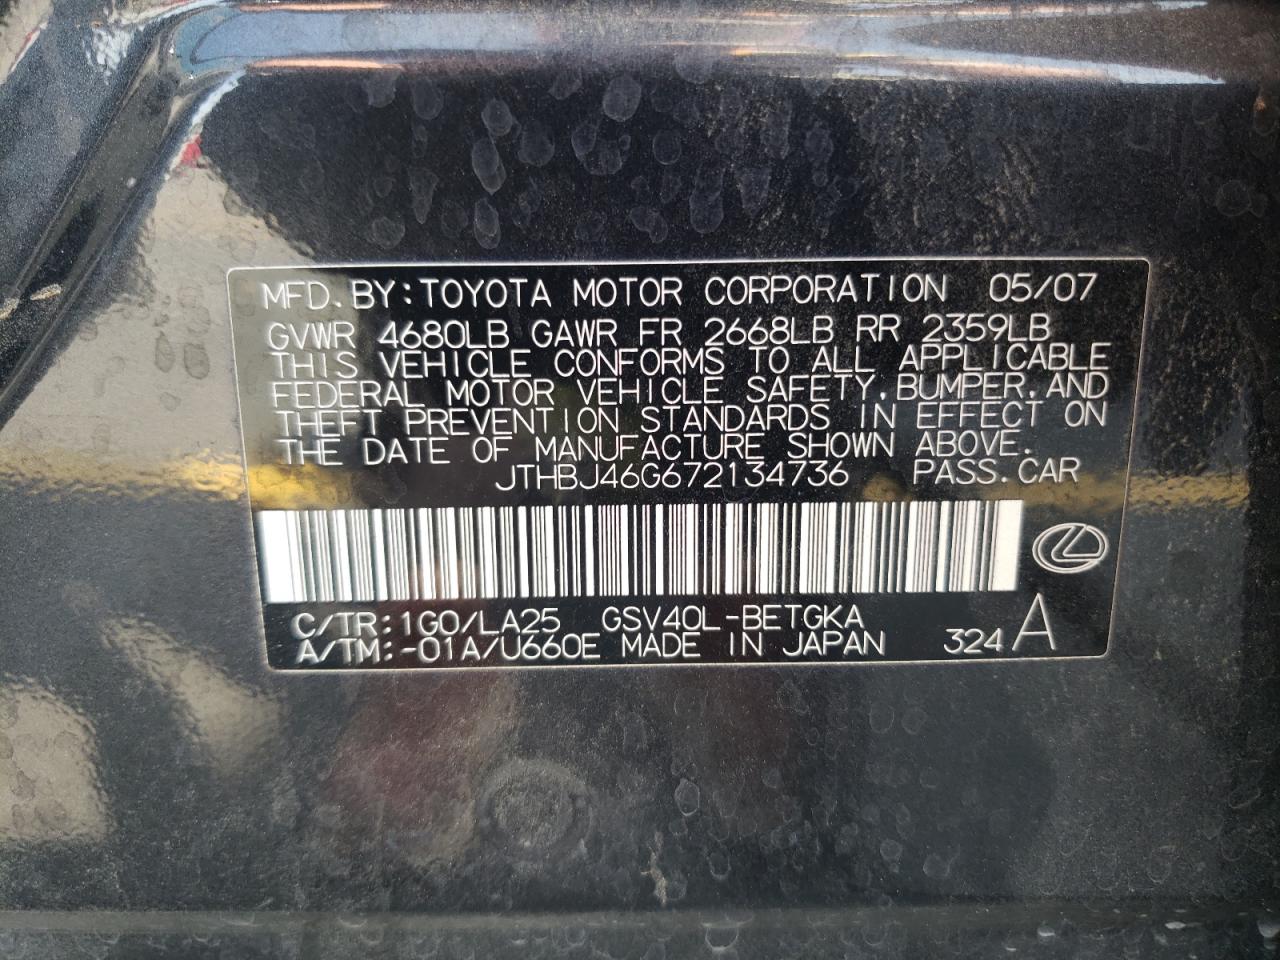 MFD. BY: TOYOTA MOTOR CORPORATION 05/07
GVWR 4680LB GAWR FR 2668LB RR 2359LB
THIS VEHICLE CONFORMS TO ALL APPLICABLE
FEDERAL MOTOR VEHICLE SAFETY, BUMPER, AND
THEFT PREVENTION STANDARDS IN EFFECT ON
THE DATE OF MANUFACTURE SHOWN ABOVE.
JTHBJ46G672134736 PASS. CAR
C/TR: 1G0/LA25 GSV40L-BETGKA
A/TM: -01A/U660E MADE IN JAPAN 324 A